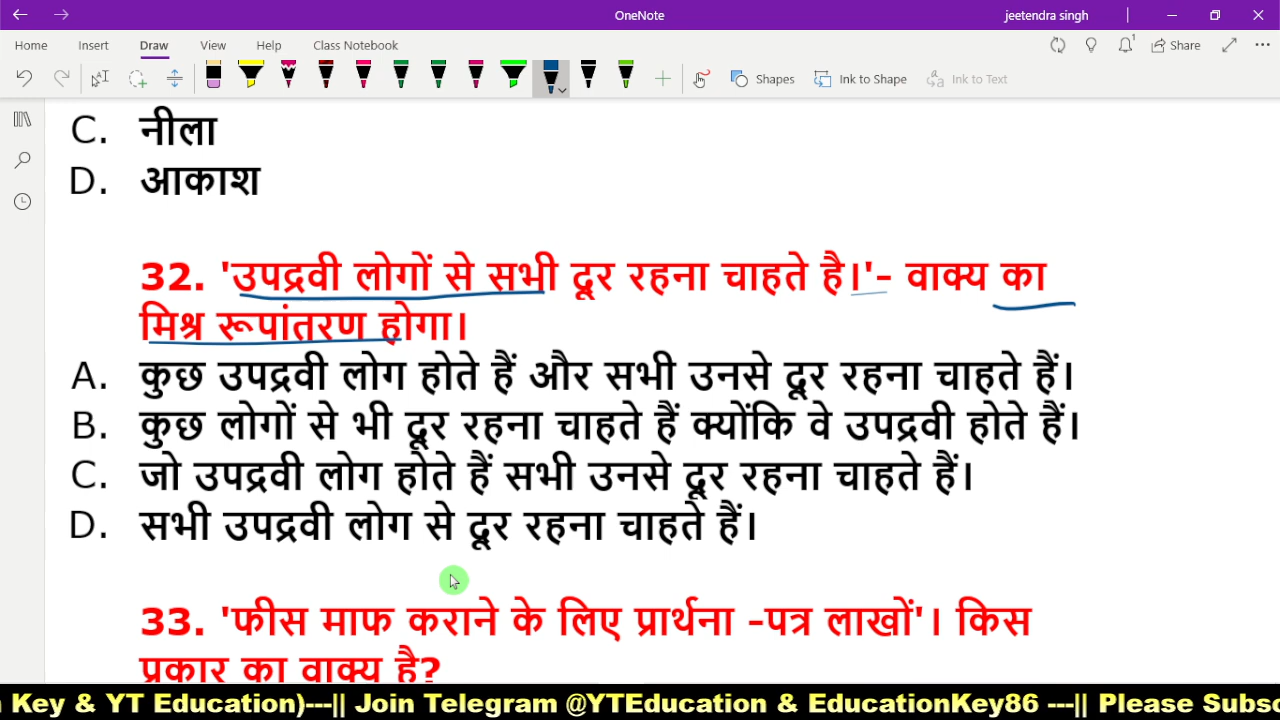 OneNote
jeetendra singh
Home Insert Draw View Help Class Notebook
1 Share
Shapes Ink to Shape Ink to Text
C. नीला
D. आकाश
32. 'उपद्रवी लोगों से सभी दूर रहना चाहते है।'- वाक्य का
मिश्र रूपांतरण होगा।
A. कुछ उपद्रवी लोग होते हैं और सभी उनसे दूर रहना चाहते हैं।
B. कुछ लोगों से भी दूर रहना चाहते हैं क्योंकि वे उपद्रवी होते हैं।
C. जो उपद्रवी लोग होते हैं सभी उनसे दूर रहना चाहते हैं।
D. सभी उपद्रवी लोग से दूर रहना चाहते हैं।
33. 'फीस माफ कराने के लिए प्रार्थना -पत्र लाखों'। किस
प्रकार का वाक्य है?
Key & YT Education)---|| Join Telegram @YTEducation & EducationKey86 ---|| Please Subs